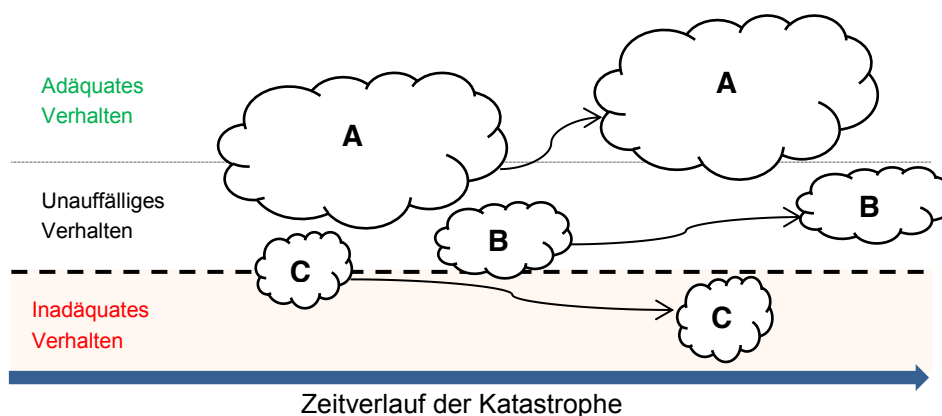 Adäquates
Verhalten
A
A
Unauffälliges
Verhalten
B
B
C
C
Inadäquates
Verhalten
Zeitverlauf der Katastrophe